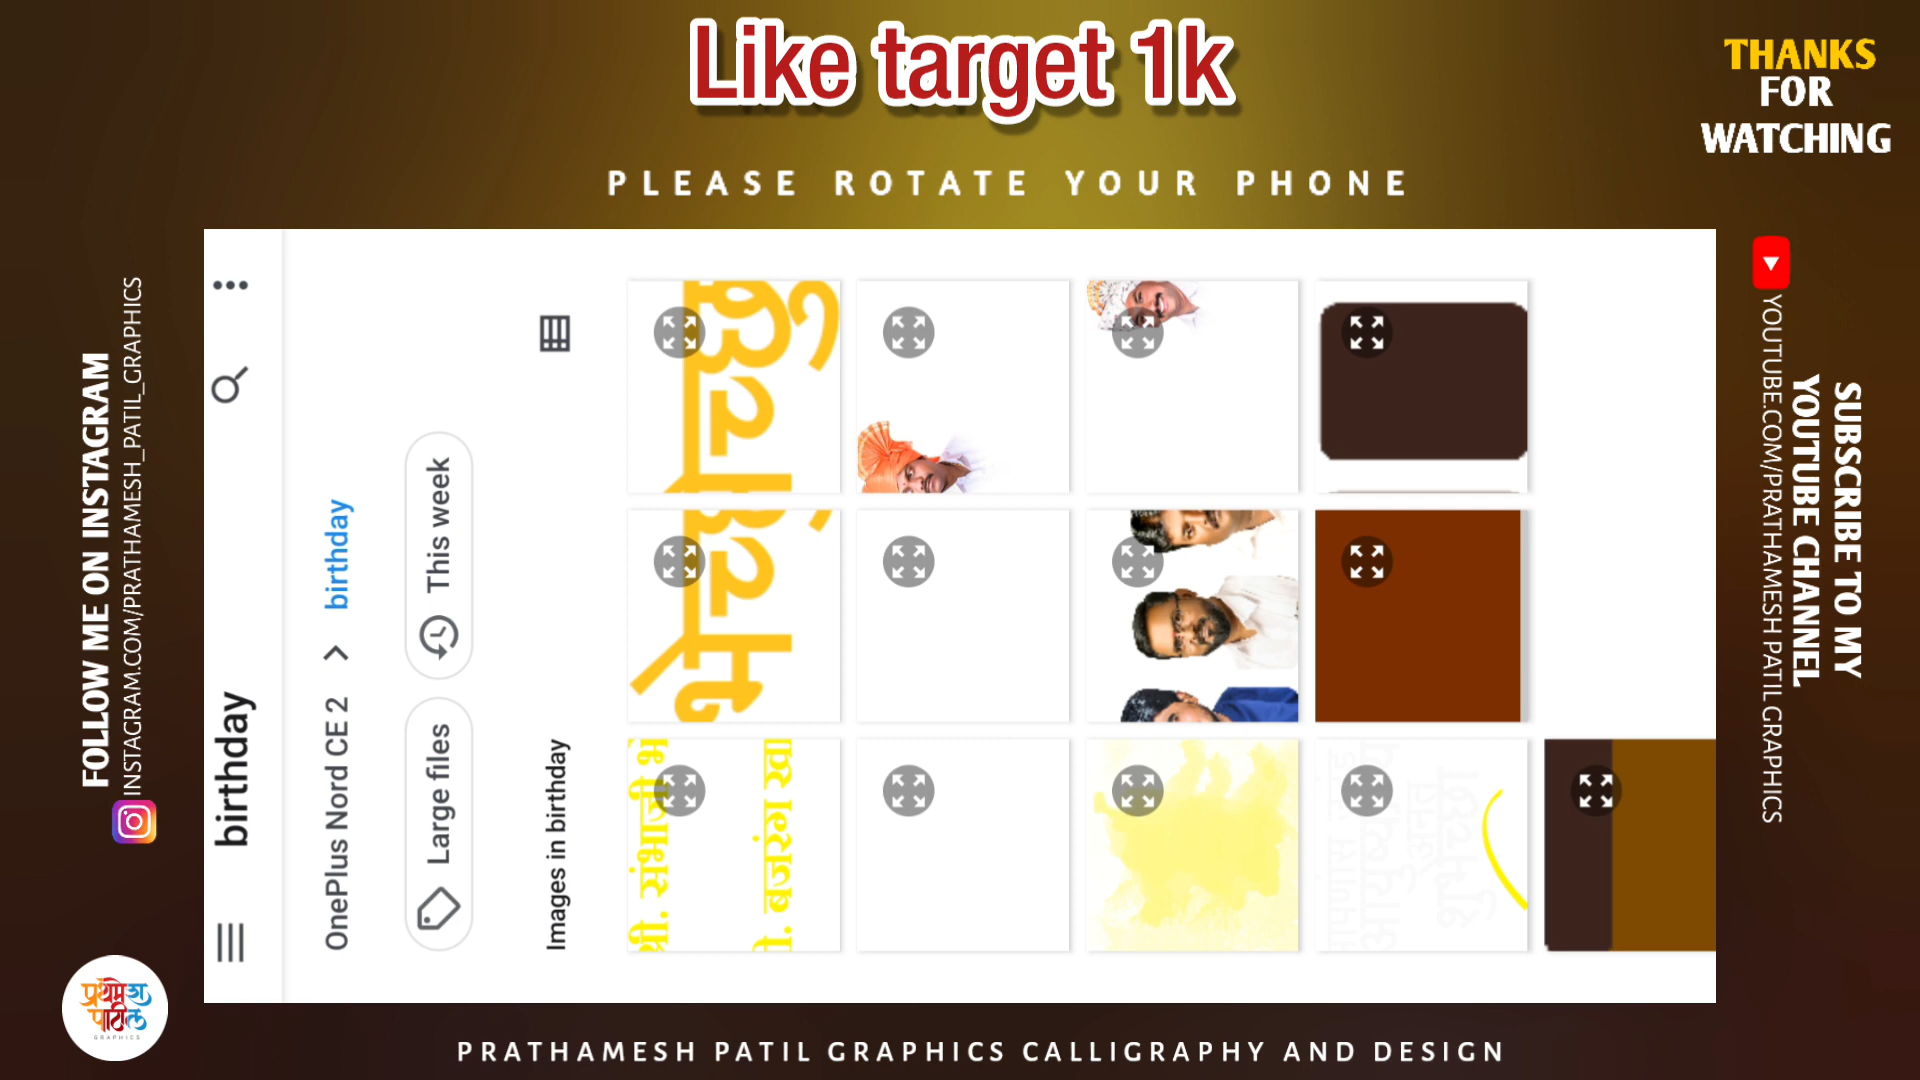 Like target 1k
THANKS
FOR
WATCHING
PLEASE ROTATE YOUR PHONE
FOLLOW ME ON INSTAGRAM
INSTAGRAM.COM/PRATHAMESH_PATIL_GRAPHICS
birthday
OnePlus Nord CE 2 > birthday
Large files
This week
Images in birthday
SUBSCRIBE TO MY
YOUTUBE CHANNEL
YOUTUBE.COM/PRATHAMESH PATIL GRAPHICS
प्रथमेश
पाटील
GRAPHICS
PRATHAMESH PATIL GRAPHICS CALLIGRAPHY AND DESIGN